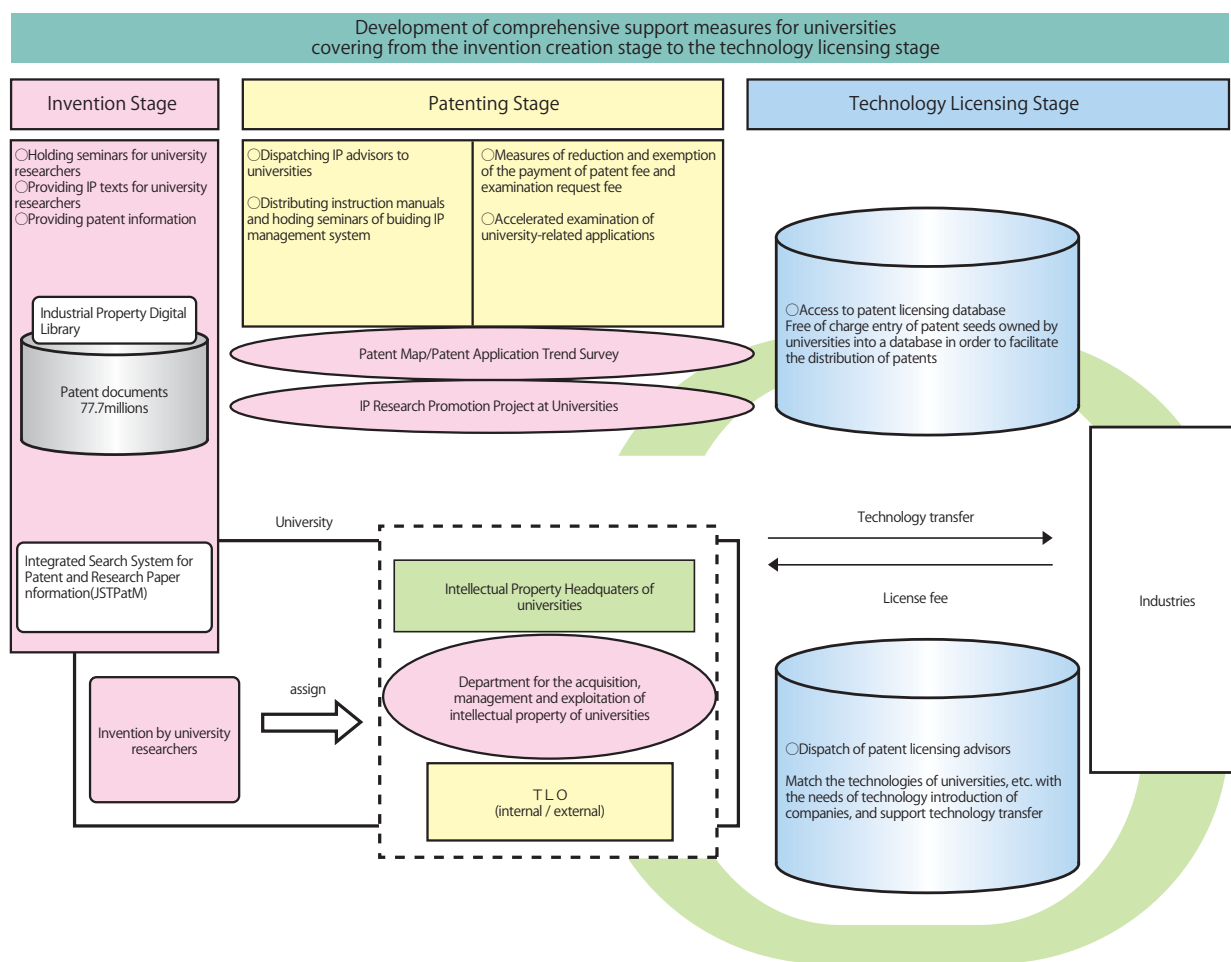 Development of comprehensive support measures for universities
covering from the invention creation stage to the technology licensing stage
Invention Stage
Patenting Stage
Technology Licensing Stage
○Holding seminars for university
researchers
○Providing IP texts for university
researchers
○Providing patent information
Industrial Property Digital
Library
Patent documents
77.7millions
Integrated Search System for
Patent and Research Paper
nformation(JSTPatM)
○Dispatching IP advisors to
universities
○Distributing instruction manuals
and hoding seminars of buiding IP
management system
○Measures of reduction and exemption
of the payment of patent fee and
examination request fee
○Accelerated examination of
university-related applications
Patent Map/Patent Application Trend Survey
IP Research Promotion Project at Universities
○Access to patent licensing database
Free of charge entry of patent seeds owned by
universities into a database in order to facilitate
the distribution of patents
University
Invention by university
researchers
assign
Intellectual Property Headquaters of
universities
Department for the acquisition,
management and exploitation of
intellectual property of universities
TLO
(internal / external)
Technology transfer
License fee
Industries
○Dispatch of patent licensing advisors
Match the technologies of universities, etc. with
the needs of technology introduction of
companies, and support technology transfer